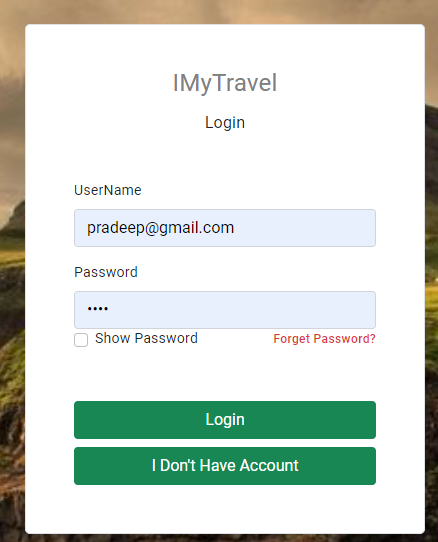 IMyTravel
Login
UserName
pradeep@gmail.com
Password
••••
Show Password Forget Password?
Login
I Don't Have Account